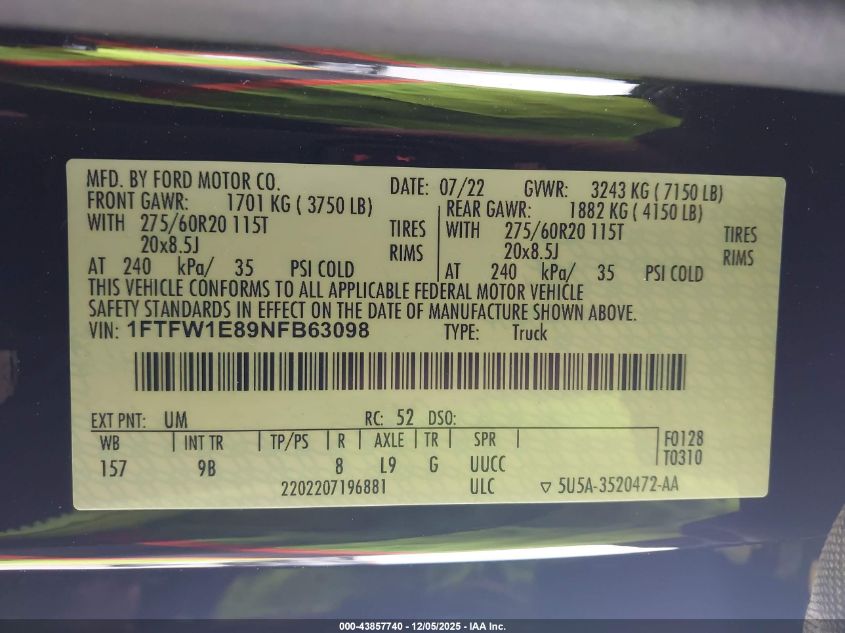 MFD. BY FORD MOTOR CO. DATE: 07/22 GVWR: 3243 KG ( 7150 LB)
FRONT GAWR: 1701 KG ( 3750 LB) REAR GAWR: 1882 KG ( 4150 LB)
WITH 275/60R20 115T TIRES WITH 275/60R20 115T TIRES
20x8.5J RIMS 20x8.5J RIMS
AT 240 kPa/ 35 PSI COLD AT 240 kPa/ 35 PSI COLD
THIS VEHICLE CONFORMS TO ALL APPLICABLE FEDERAL MOTOR VEHICLE
SAFETY STANDARDS IN EFFECT ON THE DATE OF MANUFACTURE SHOWN ABOVE.
VIN: 1FTFW1E89NFB63098 TYPE: Truck
EXT PNT: UM RC: 52 DSO:
WB INT TR TP/PS R AXLE TR SPR F0128
157 9B 8 L9 G UUCC T0310
2202207196881 ULC ▽ 5U5A-3520472-AA
000-43857740 - 12/05/2025 - IAA Inc.